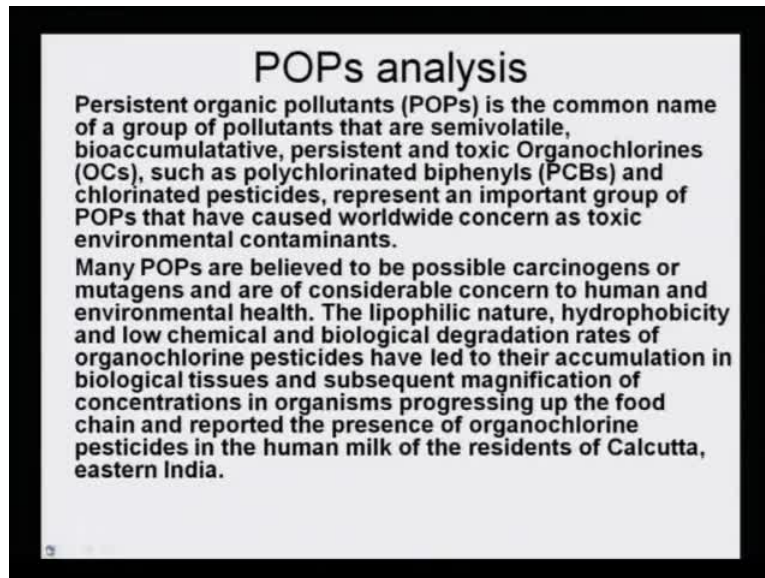 POPs analysis
Persistent organic pollutants (POPs) is the common name
of a group of pollutants that are semivolatile,
bioaccumulatative, persistent and toxic Organochlorines
(OCs), such as polychlorinated biphenyls (PCBs) and
chlorinated pesticides, represent an important group of
POPs that have caused worldwide concern as toxic
environmental contaminants.
Many POPs are believed to be possible carcinogens or
mutagens and are of considerable concern to human and
environmental health. The lipophilic nature, hydrophobicity
and low chemical and biological degradation rates of
organochlorine pesticides have led to their accumulation in
biological tissues and subsequent magnification of
concentrations in organisms progressing up the food
chain and reported the presence of organochlorine
pesticides in the human milk of the residents of Calcutta,
eastern India.